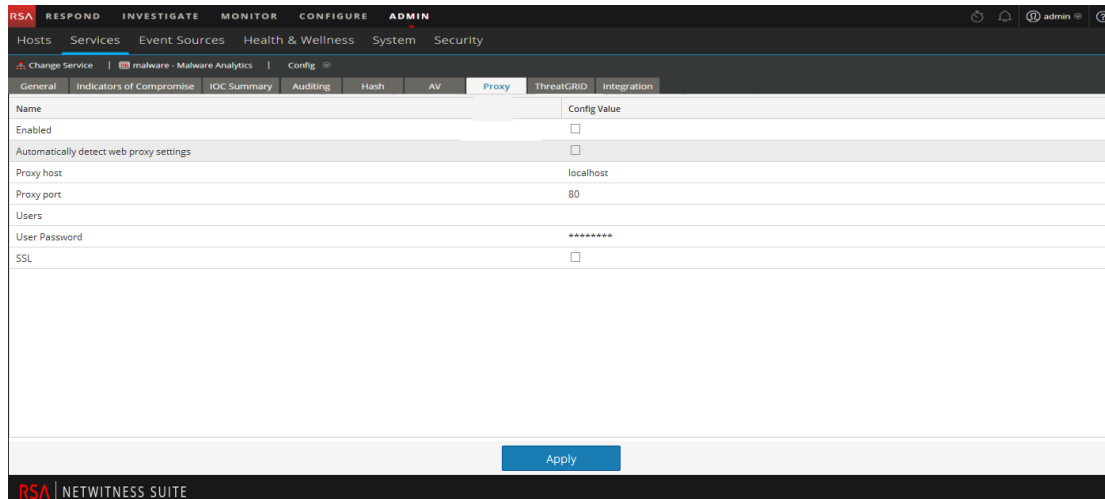 RSA RESPOND INVESTIGATE MONITOR CONFIGURE ADMIN admin
Hosts Services Event Sources Health & Wellness System Security
Change Service | malware - Malware Analytics | Config
General Indicators of Compromise IOC Summary Auditing Hash AV Proxy ThreatGRID Integration
Name Config Value
Enabled
Automatically detect web proxy settings
Proxy host localhost
Proxy port 80
Users
User Password ********
SSL
Apply
RSA | NETWITNESS SUITE